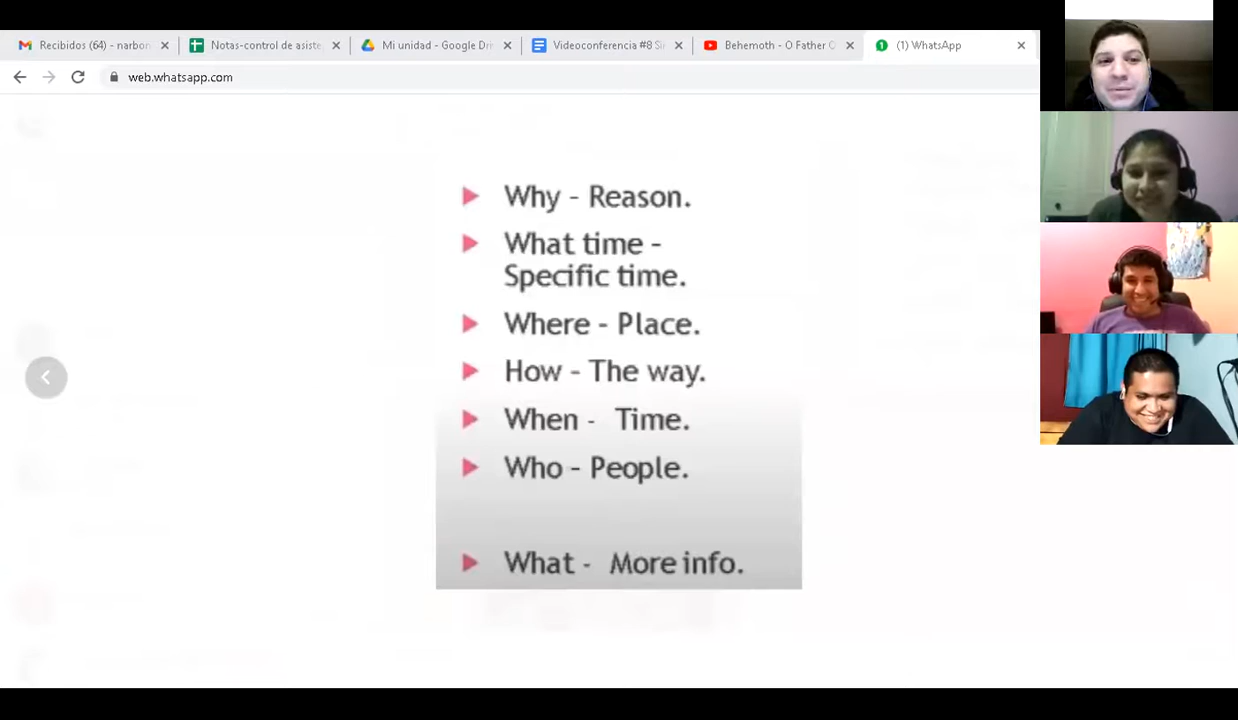 Recibidos (64) - narbon
Notas-control de asiste
Mi unidad - Google Dri
Videoconferencia #8 Sin
Behemoth - O Father O
1
(1) WhatsApp
web.whatsapp.com
Why - Reason.
What time -
Specific time.
Where - Place.
How - The way.
When - Time.
Who - People.
What - More info.